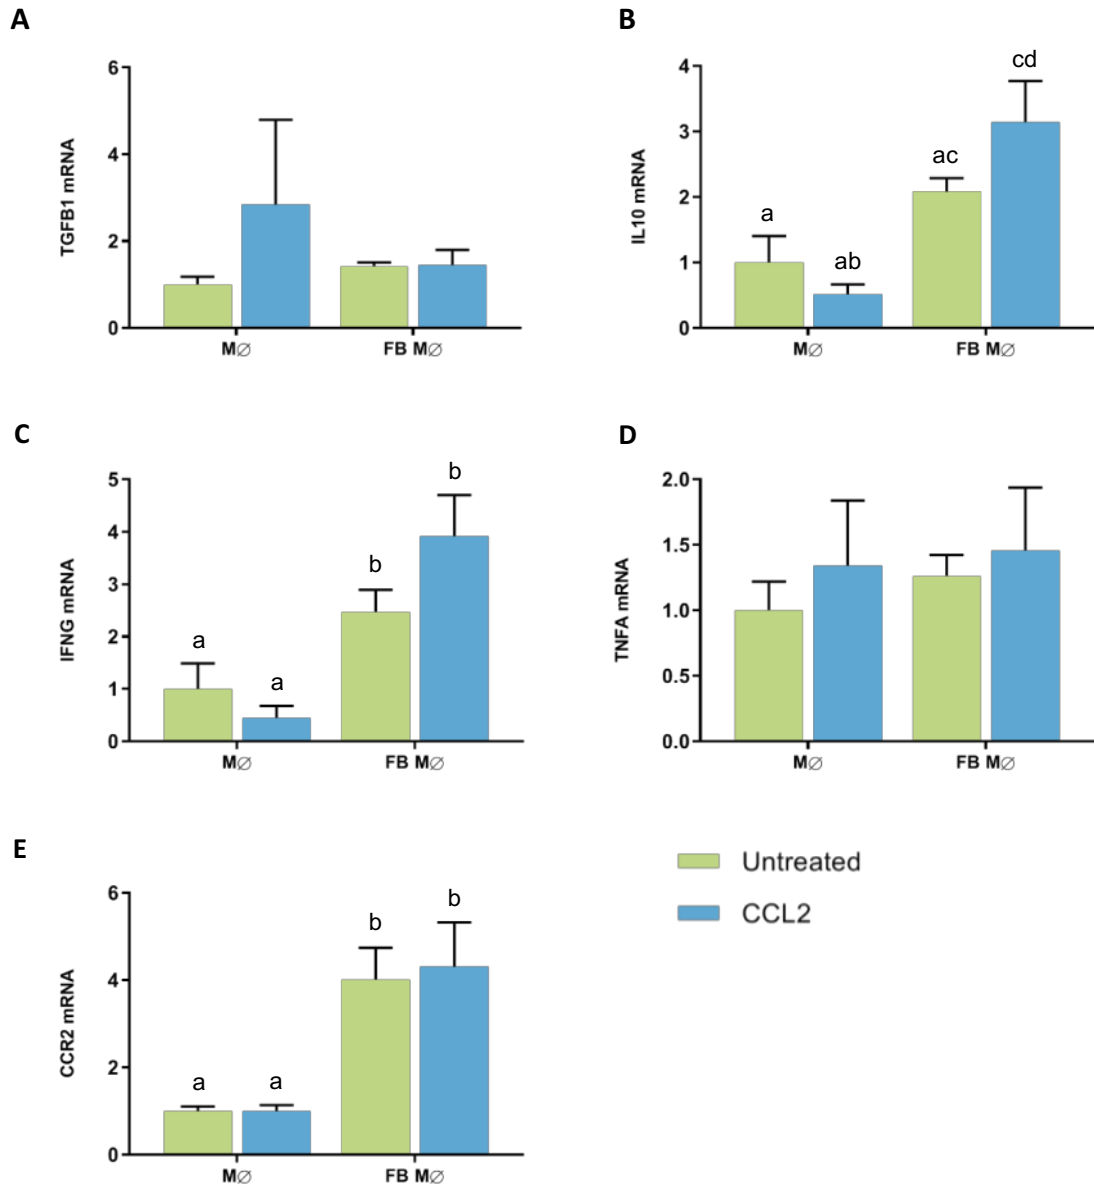 A
TGFB1 mRNA
6
4
2
0
M∅
FB M∅
B
IL10 mRNA
4
3
2
1
0
a
ab
ac
cd
M∅
FB M∅
C
IFNG mRNA
5
4
3
2
1
0
a
a
b
b
M∅
FB M∅
D
TNFA mRNA
2.0
1.5
1.0
0.5
0.0
M∅
FB M∅
E
CCR2 mRNA
6
4
2
0
a
a
b
b
M∅
FB M∅
Untreated
CCL2